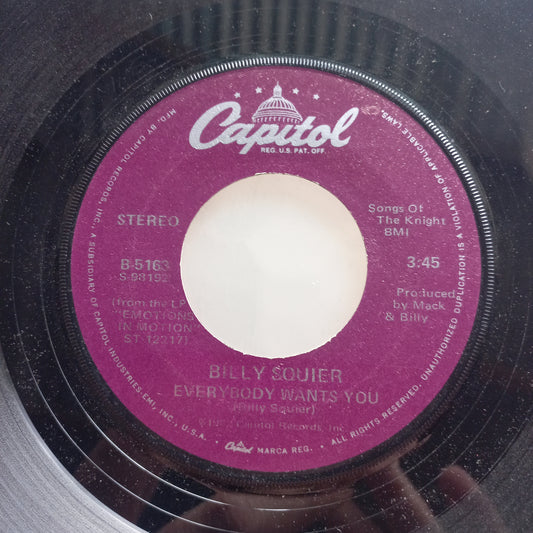 Capitol
REG. U.S. PAT. OFF.
STEREO
B-5163
S-98192
(from the LP
"EMOTIONS
IN MOTION"
ST-12217)
Songs Of
The Knight
BMI
3:45
Produced
by Mack
& Billy
BILLY SQUIER
EVERYBODY WANTS YOU
(Billy Squier)
Capitol Records, Inc.
MFD. BY CAPITOL RECORDS, INC., A SUBSIDIARY OF CAPITOL INDUSTRIES-EMI, INC., U.S.A.
Capitol MARCA REG.
ALL RIGHTS RESERVED. UNAUTHORIZED DUPLICATION IS A VIOLATION OF APPLICABLE LAWS.